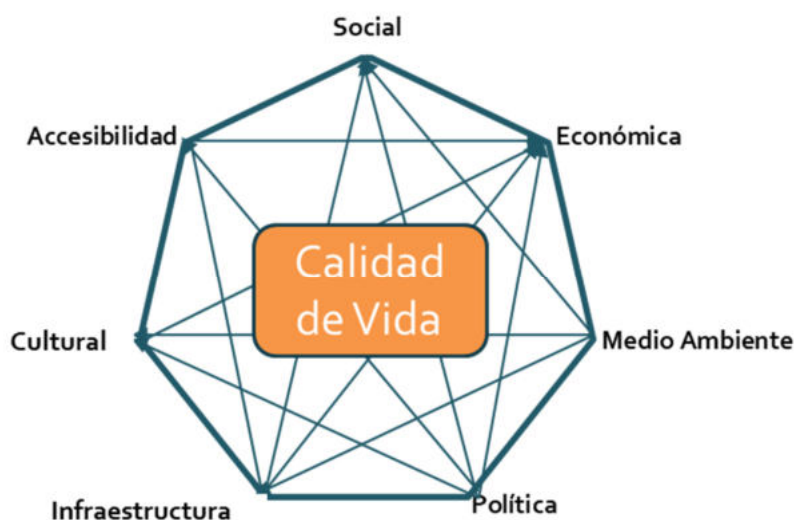 Social
Accesibilidad
Económica
Calidad
de Vida
Cultural
Medio Ambiente
Infraestructura
Política